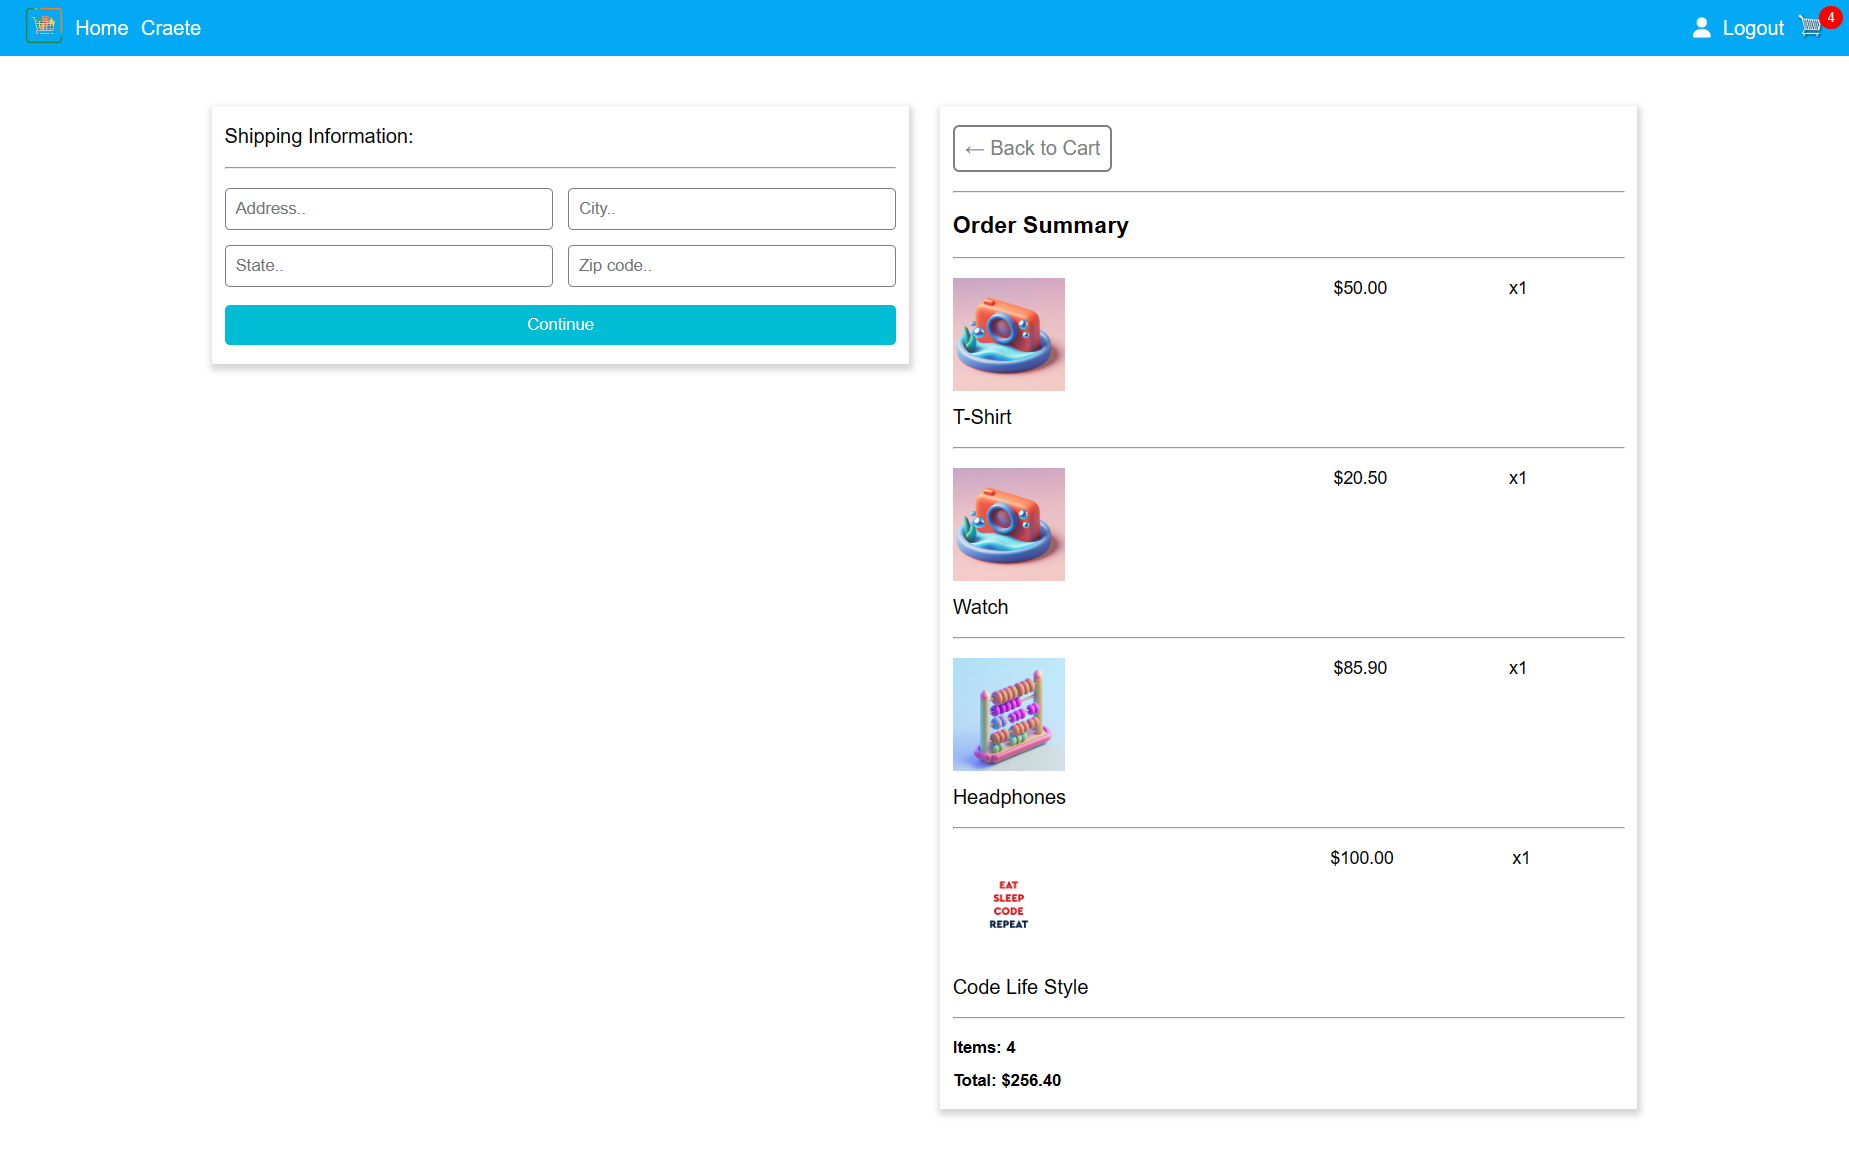 Home Craete
Logout 4
Shipping Information:
Address.. City..
State.. Zip code..
Continue
← Back to Cart
Order Summary
$50.00 x1
T-Shirt
$20.50 x1
Watch
$85.90 x1
Headphones
$100.00 x1
EAT
SLEEP
CODE
REPEAT
Code Life Style
Items: 4
Total: $256.40